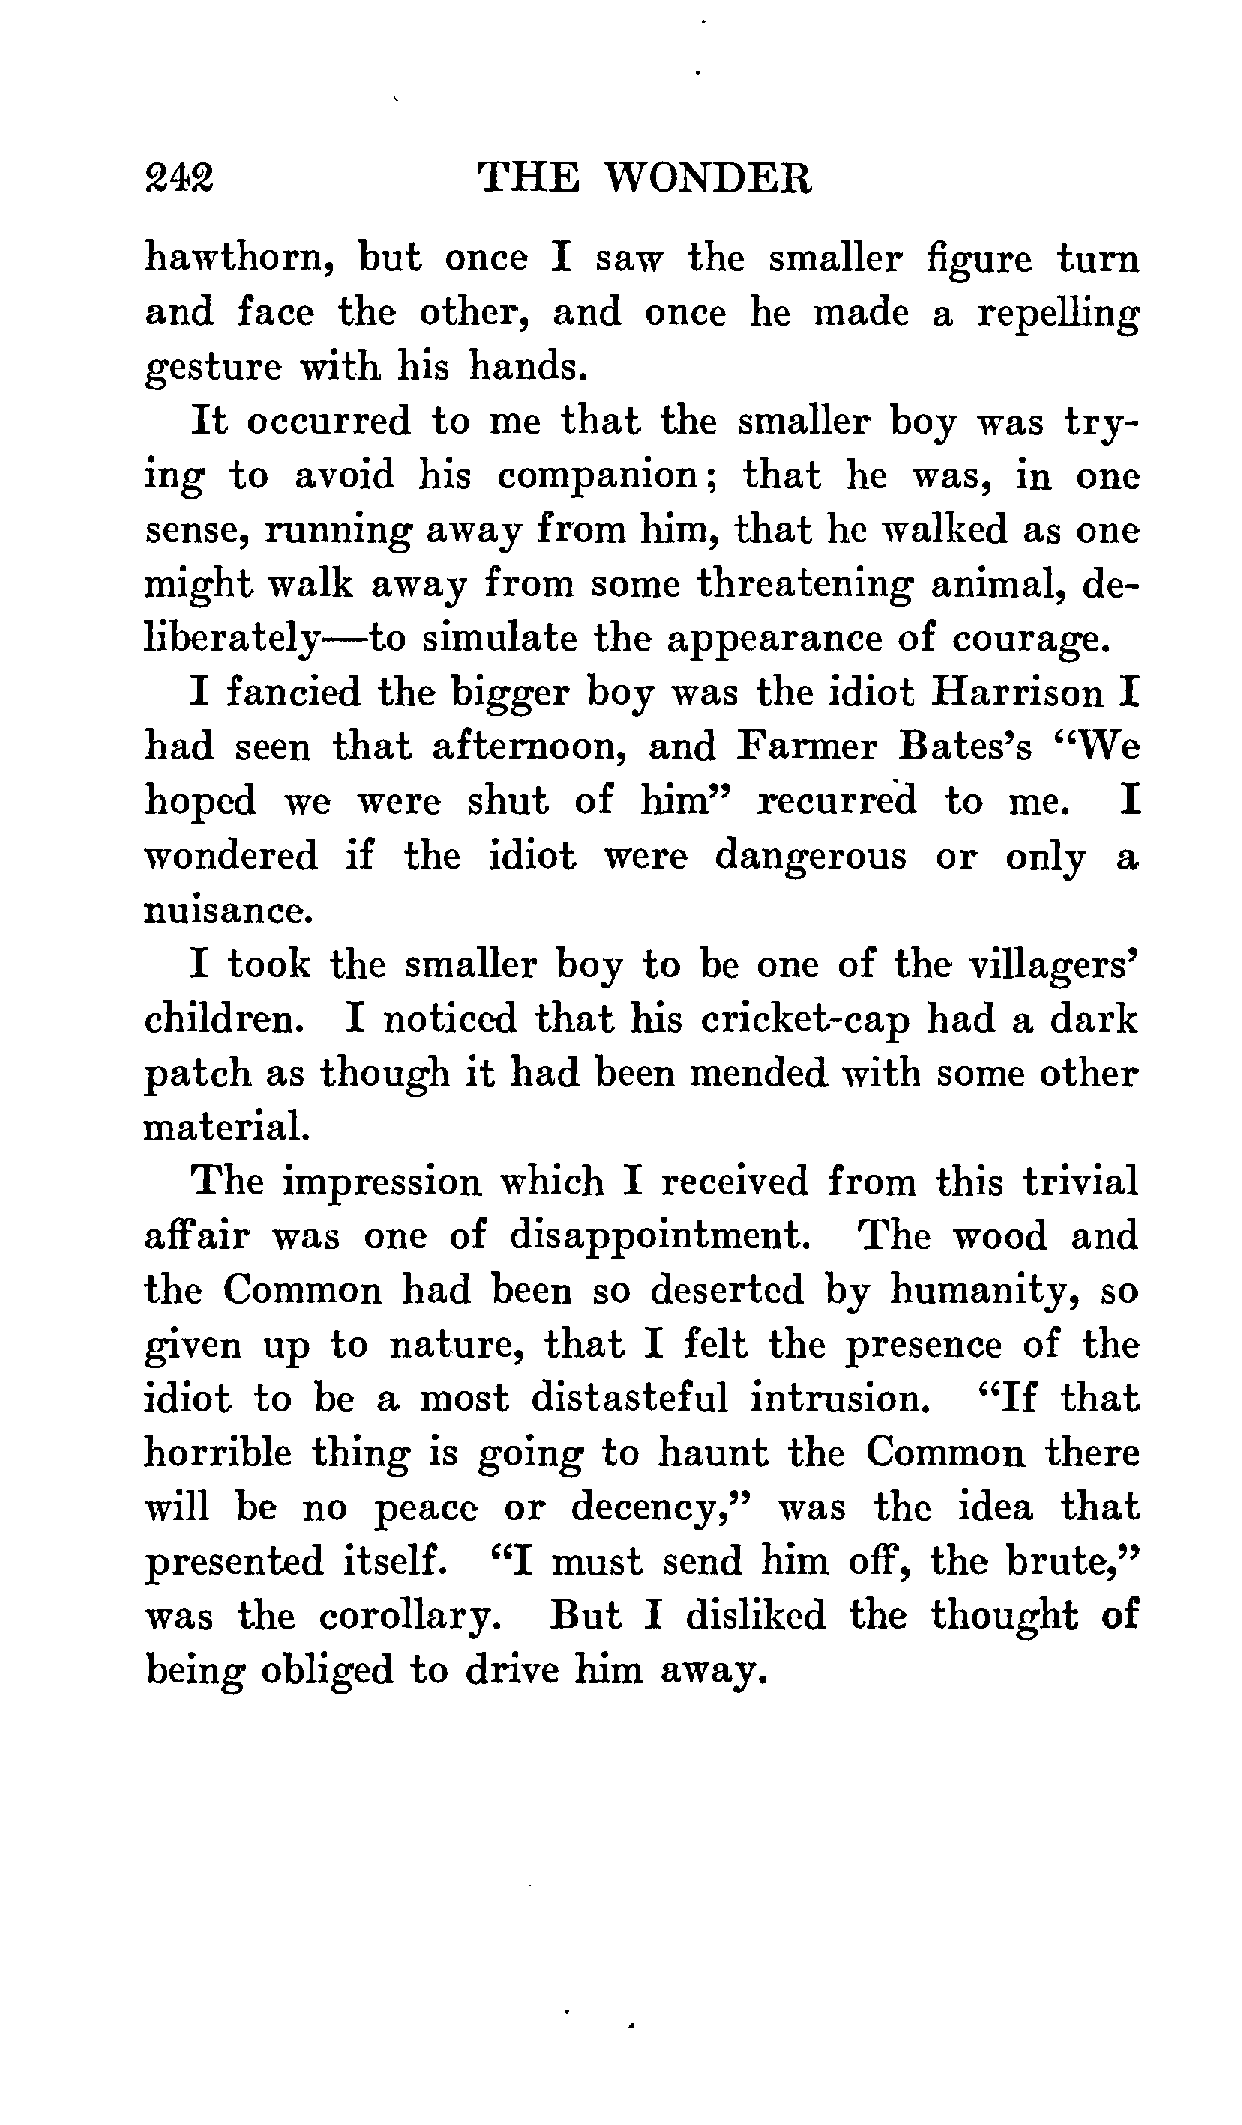 242 THE WONDER
hawthorn, but once I saw the smaller figure turn
and face the other, and once he made a repelling
gesture with his hands.
It occurred to me that the smaller boy was try-
ing to avoid his companion; that he was, in one
sense, running away from him, that he walked as one
might walk away from some threatening animal, de-
liberately—to simulate the appearance of courage.
I fancied the bigger boy was the idiot Harrison I
had seen that afternoon, and Farmer Bates's “We
hoped we were shut of him” recurred to me. I
wondered if the idiot were dangerous or only a
nuisance.
I took the smaller boy to be one of the villagers'
children. I noticed that his cricket-cap had a dark
patch as though it had been mended with some other
material.
The impression which I received from this trivial
affair was one of disappointment. The wood and
the Common had been so deserted by humanity, so
given up to nature, that I felt the presence of the
idiot to be a most distasteful intrusion. “If that
horrible thing is going to haunt the Common there
will be no peace or decency,” was the idea that
presented itself. “I must send him off, the brute,”
was the corollary. But I disliked the thought of
being obliged to drive him away.